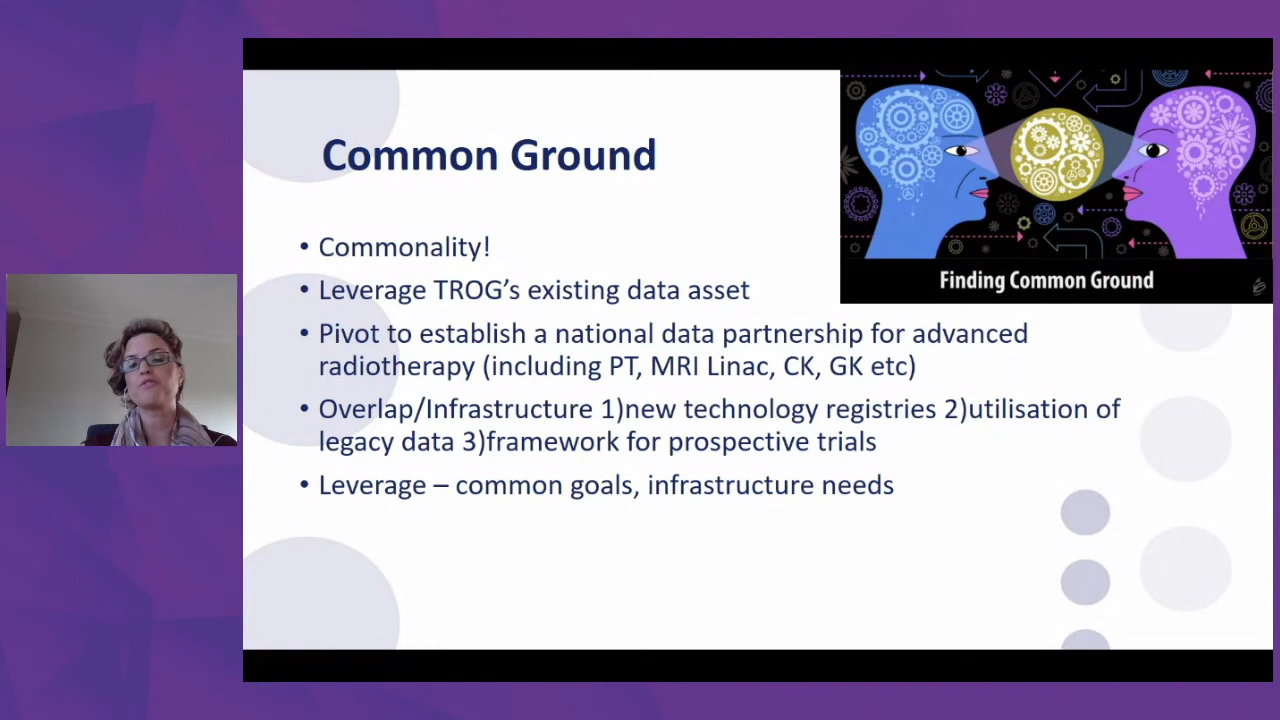 Common Ground
Finding Common Ground
• Commonality!
• Leverage TROG’s existing data asset
• Pivot to establish a national data partnership for advanced
radiotherapy (including PT, MRI Linac, CK, GK etc)
• Overlap/Infrastructure 1)new technology registries 2)utilisation of
legacy data 3)framework for prospective trials
• Leverage – common goals, infrastructure needs